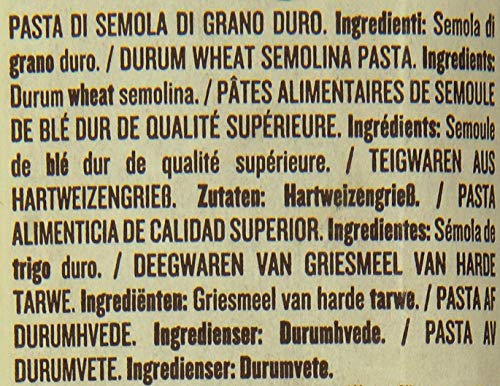 PASTA DI SEMOLA DI GRANO DURO. Ingredienti: Semola di
grano duro. / DURUM WHEAT SEMOLINA PASTA. Ingredients:
Durum wheat semolina. / PÂTES ALIMENTAIRES DE SEMOULE
DE BLÉ DUR DE QUALITÉ SUPÉRIEURE. Ingrédients: Semoule
de blé dur de qualité supérieure. / TEIGWAREN AUS
HARTWEIZENGRIEß. Zutaten: Hartweizengrieß. / PASTA
ALIMENTICIA DE CALIDAD SUPERIOR. Ingredientes: Sémola de
trigo duro. / DEEGWAREN VAN GRIESMEEL VAN HARDE
TARWE. Ingrediënten: Griesmeel van harde tarwe. / PASTA AF
DURUMHVEDE. Ingredienser: Durumhvede. / PASTA AV
DURUMVETE. Ingredienser: Durumvete.